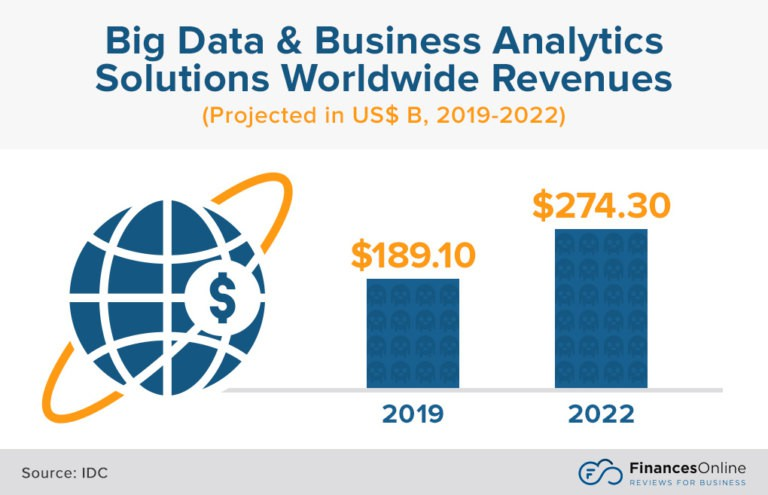 Big Data & Business Analytics
Solutions Worldwide Revenues
(Projected in US$ B, 2019-2022)
$
$189.10
$274.30
2019
2022
Source: IDC
FinancesOnline
REVIEWS FOR BUSINESS